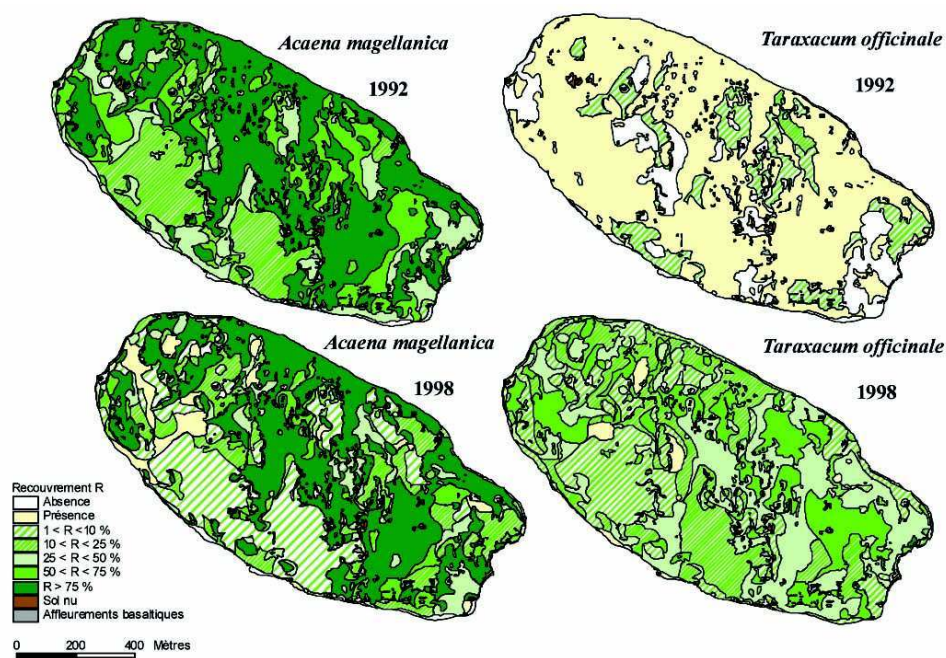 Acaena magellanica
1992
Taraxacum officinale
1992
Acaena magellanica
1998
Taraxacum officinale
1998
Recouvrement R
Absence
Présence
1 < R < 10 %
10 < R < 25 %
25 < R < 50 %
50 < R < 75 %
R > 75 %
Sol nu
Affleurements basaltiques
0 200 400 Mètres